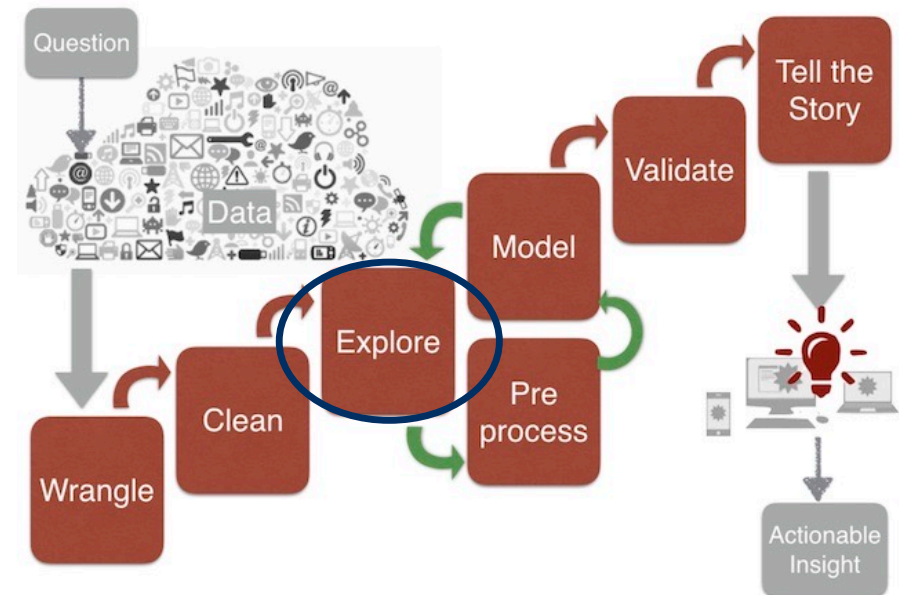 Question
Data
Wrangle
Clean
Explore
Pre
process
Model
Validate
Tell the
Story
Actionable
Insight